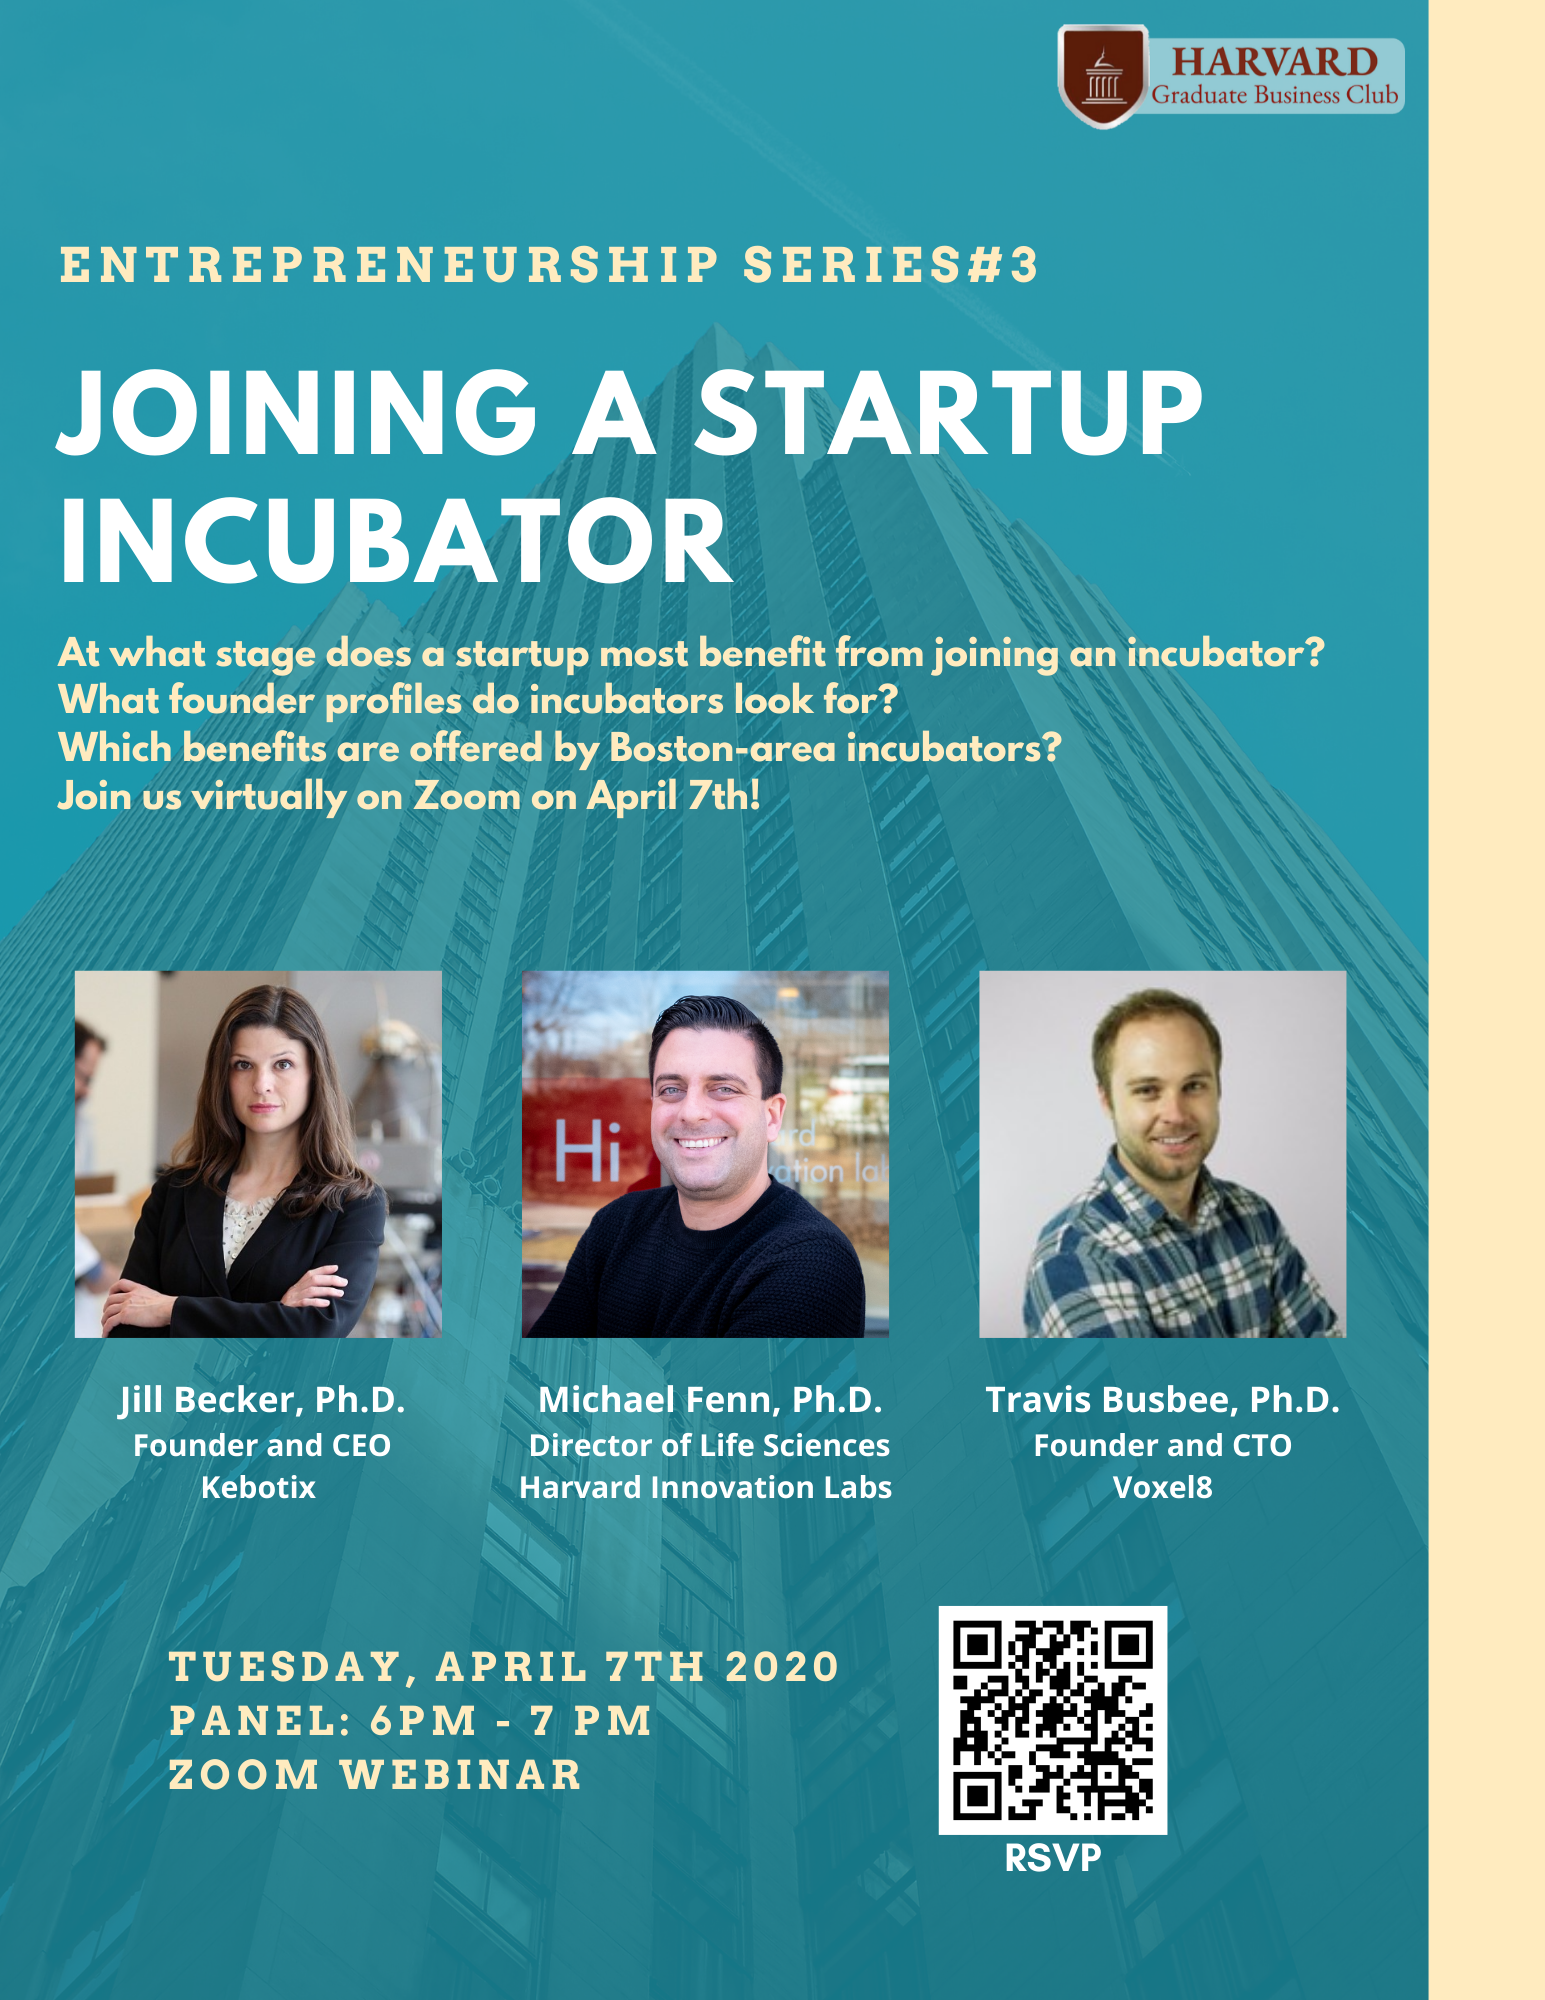 HARVARD
Graduate Business Club
ENTREPRENEURSHIP SERIES#3
JOINING A STARTUP
INCUBATOR
At what stage does a startup most benefit from joining an incubator?
What founder profiles do incubators look for?
Which benefits are offered by Boston-area incubators?
Join us virtually on Zoom on April 7th!
Hi
rd
vation lab
Jill Becker, Ph.D.
Founder and CEO
Kebotix
Michael Fenn, Ph.D.
Director of Life Sciences
Harvard Innovation Labs
Travis Busbee, Ph.D.
Founder and CTO
Voxel8
TUESDAY, APRIL 7TH 2020
PANEL: 6PM - 7 PM
ZOOM WEBINAR
RSVP